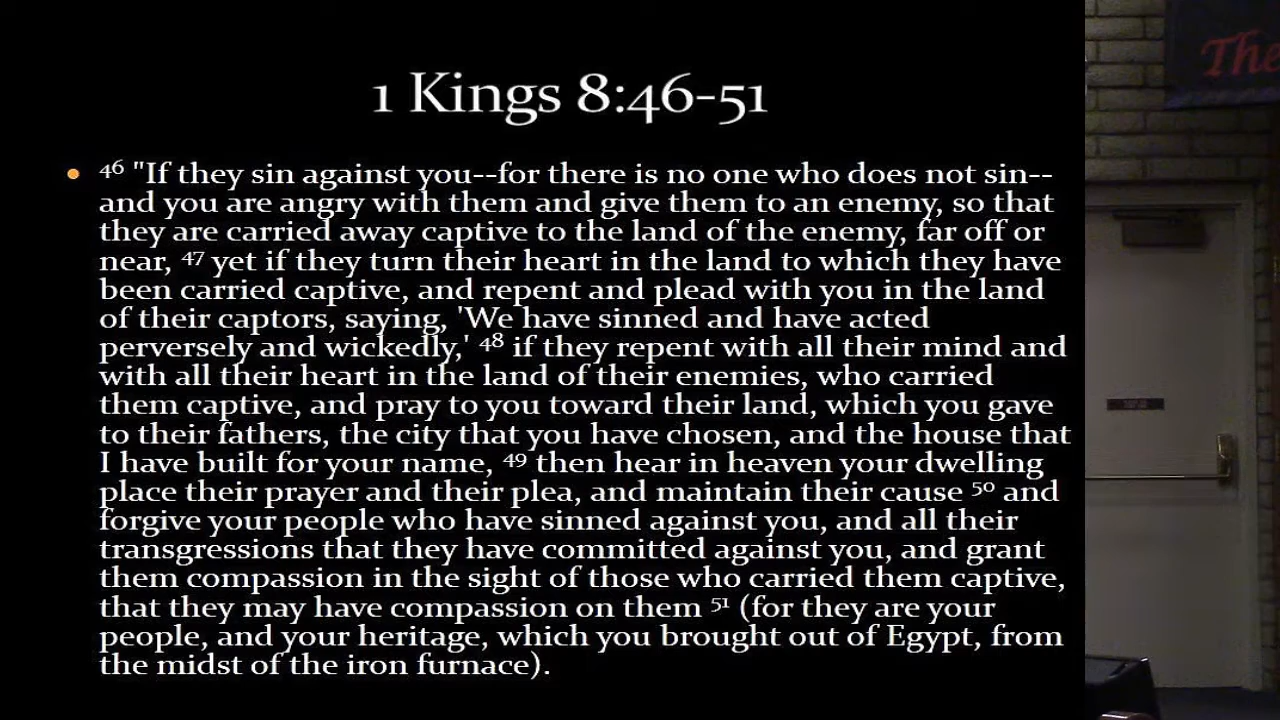 1 Kings 8:46-51
• 46 "If they sin against you--for there is no one who does not sin--
and you are angry with them and give them to an enemy, so that
they are carried away captive to the land of the enemy, far off or
near, 47 yet if they turn their heart in the land to which they have
been carried captive, and repent and plead with you in the land
of their captors, saying, 'We have sinned and have acted
perversely and wickedly,' 48 if they repent with all their mind and
with all their heart in the land of their enemies, who carried
them captive, and pray to you toward their land, which you gave
to their fathers, the city that you have chosen, and the house that
I have built for your name, 49 then hear in heaven your dwelling
place their prayer and their plea, and maintain their cause 50 and
forgive your people who have sinned against you, and all their
transgressions that they have committed against you, and grant
them compassion in the sight of those who carried them captive,
that they may have compassion on them 51 (for they are your
people, and your heritage, which you brought out of Egypt, from
the midst of the iron furnace).
The